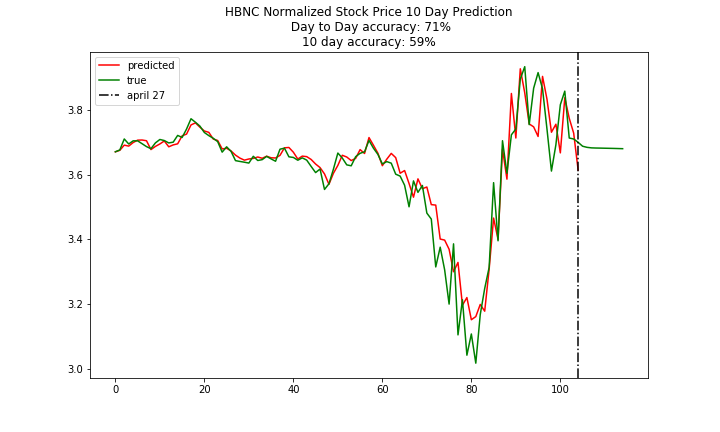 HBNC Normalized Stock Price 10 Day Prediction
Day to Day accuracy: 71%
10 day accuracy: 59%
predicted
true
april 27
3.8
3.6
3.4
3.2
3.0
0 20 40 60 80 100